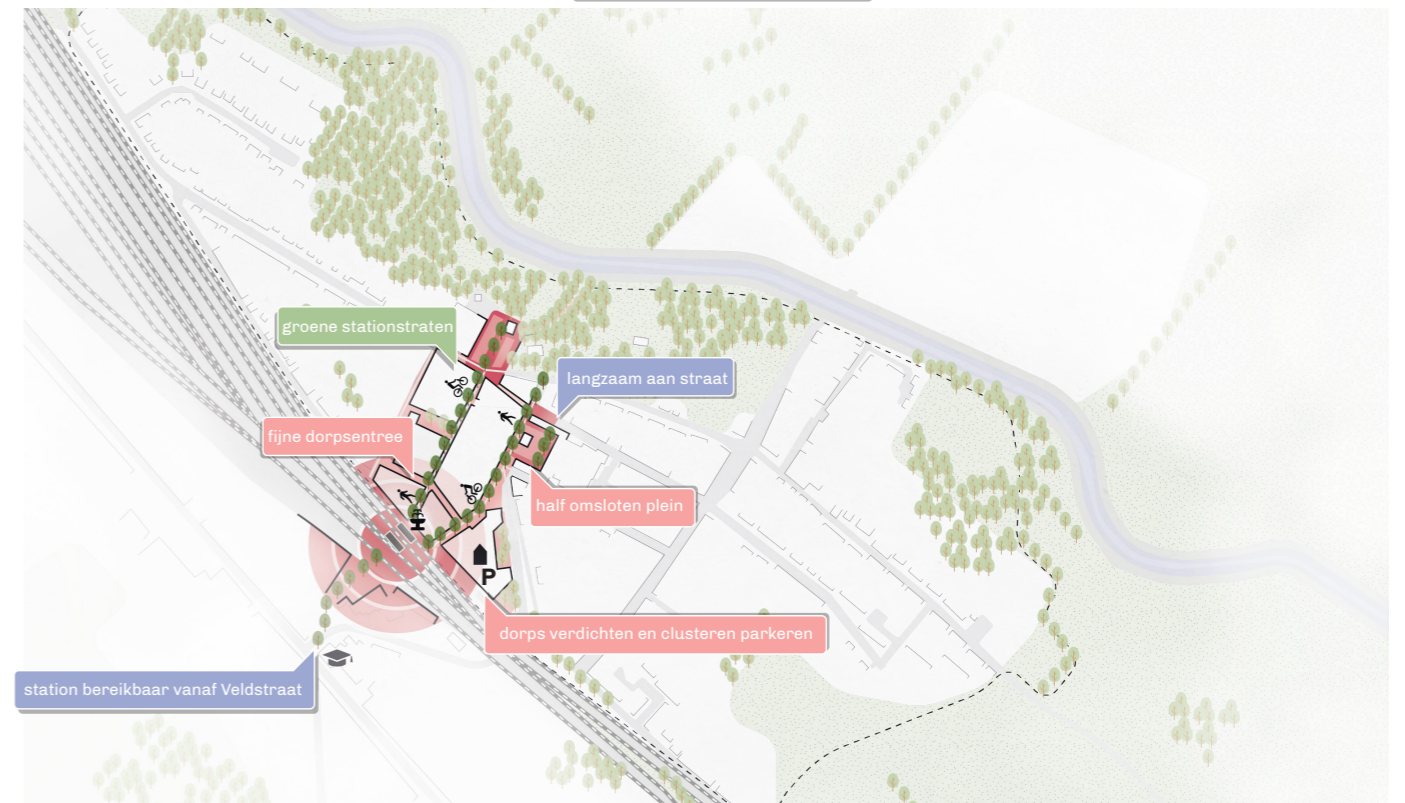 groene stationstraten
langzaam aan straat
fijne dorpsentree
half omsloten plein
P
dorps verdichten en clusteren parkeren
station bereikbaar vanaf Veldstraat